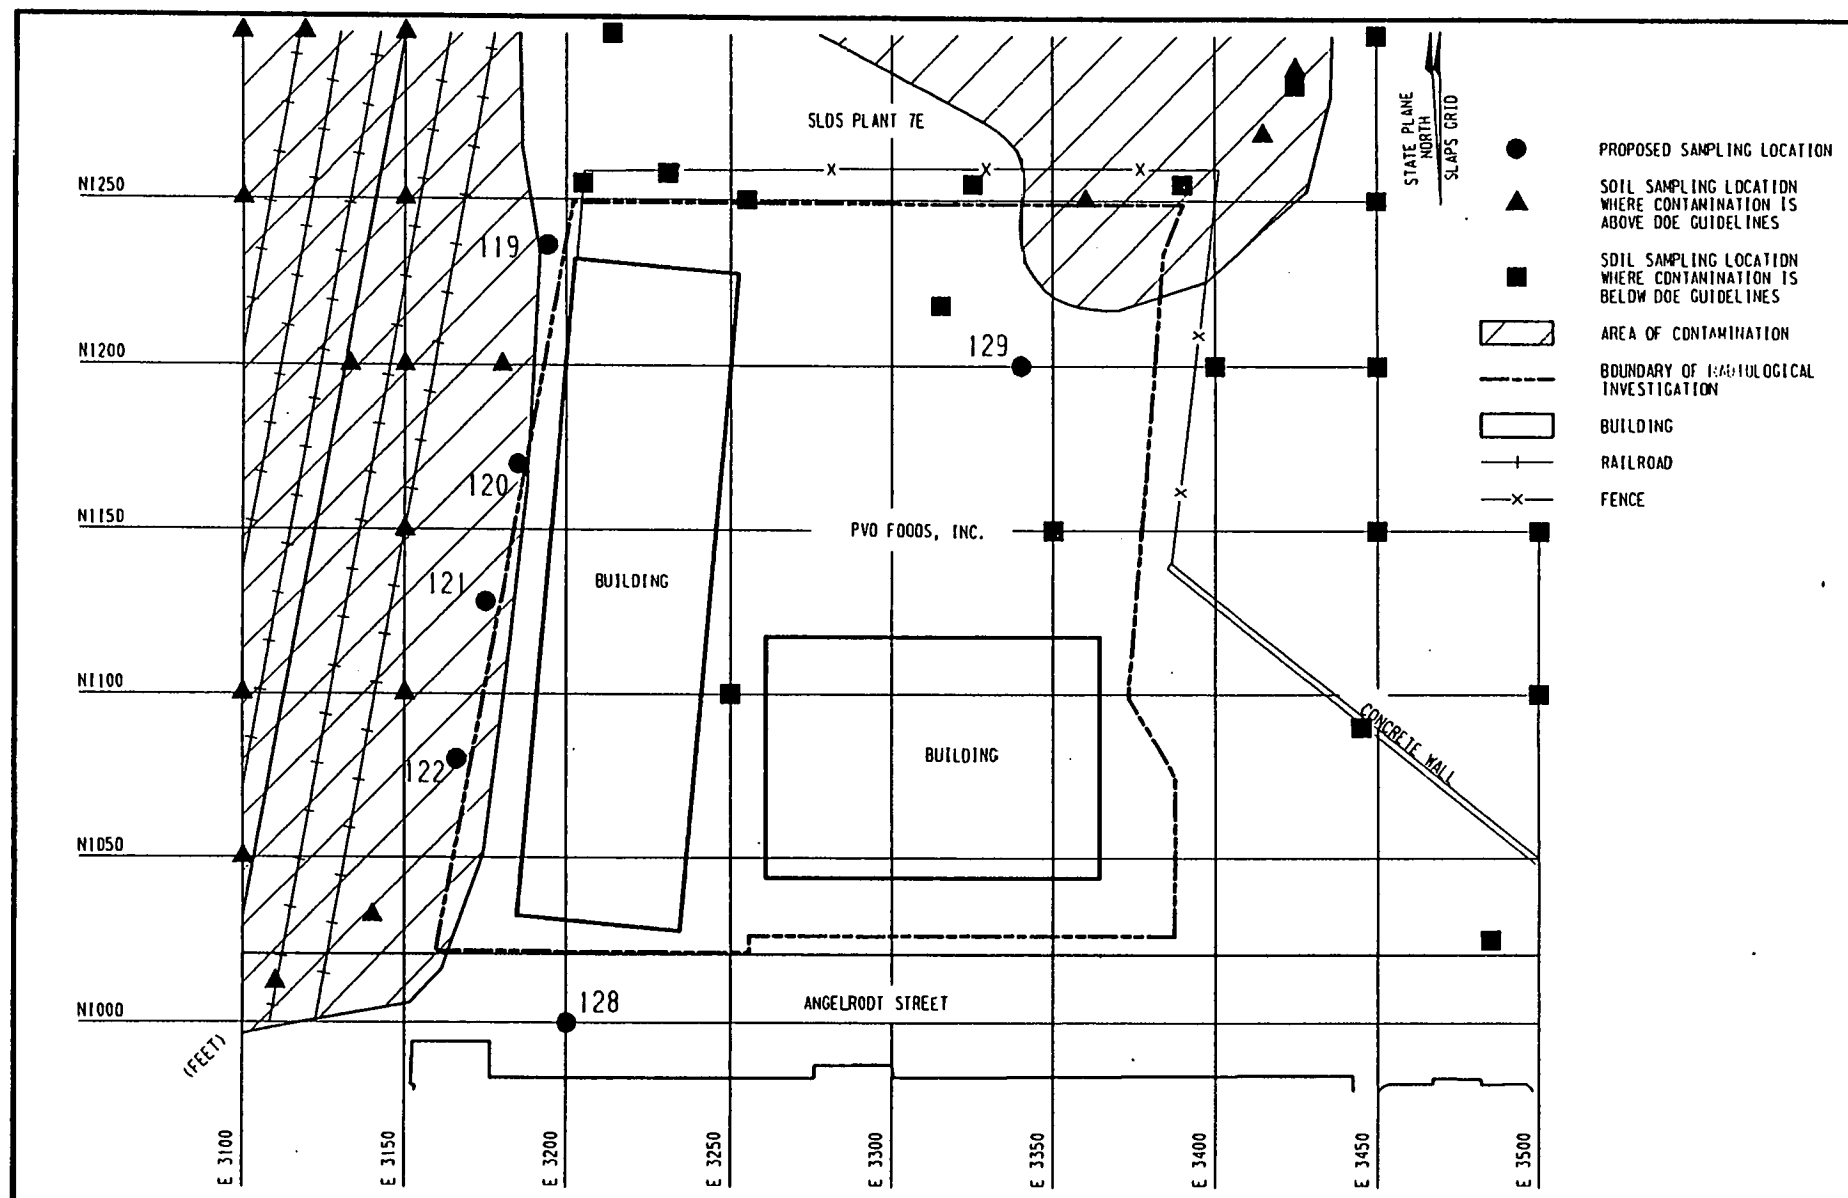 SLDS PLANT 7E
STATE PLANE
NORTH
SLAPS GRID
PROPOSED SAMPLING LOCATION
SOIL SAMPLING LOCATION
WHERE CONTAMINATION IS
ABOVE DOE GUIDELINES
SOIL SAMPLING LOCATION
WHERE CONTAMINATION IS
BELOW DOE GUIDELINES
AREA OF CONTAMINATION
BOUNDARY OF RADIOLOGICAL
INVESTIGATION
BUILDING
RAILROAD
FENCE
N1250
119
N1200
129
120
N1150
PVO FOODS, INC.
121
BUILDING
N1100
CONCRETE WALL
122
BUILDING
N1050
N1000
128
ANGELRODT STREET
(FEET)
E 3100
E 3150
E 3200
E 3250
E 3300
E 3350
E 3400
E 3450
E 3500